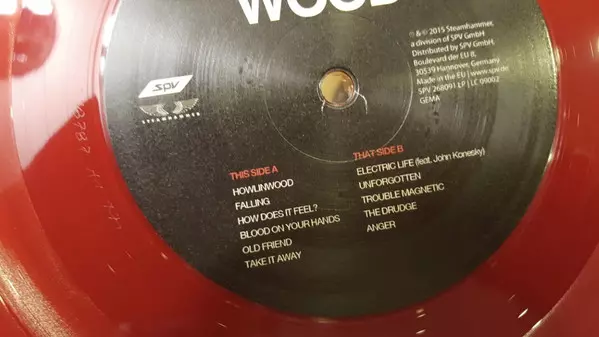 WOOD
℗ & © 2015 Steamhammer,
a division of SPV GmbH
Distributed by SPV GmbH,
Boulevard der EU 8,
30539 Hannover, Germany
Made in the EU | www.spv.de
SPV 268091 LP | LC 09002
GEMA
SPV
STEAMHAMMER
THIS SIDE A
HOWLINWOOD
FALLING
HOW DOES IT FEEL?
BLOOD ON YOUR HANDS
OLD FRIEND
TAKE IT AWAY
THAT SIDE B
ELECTRIC LIFE (feat. John Konesky)
UNFORGOTTEN
TROUBLE MAGNETIC
THE DRUDGE
ANGER